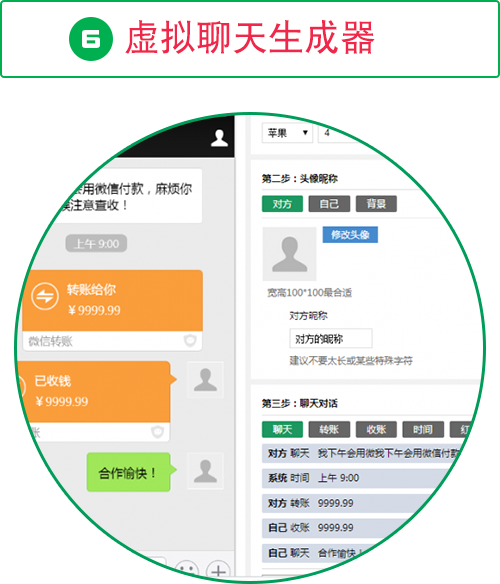 6 虚拟聊天生成器
会用微信付款，麻烦你
注意查收！
上午 9:00
转账给你
￥9999.99
微信转账
已收钱
￥9999.99
账
合作愉快！
苹果 4
第二步：头像昵称
对方 自己 背景
修改头像
宽高100*100最合适
对方昵称
对方的昵称
建议不要太长或某些特殊字符
第三步：聊天对话
聊天 转账 收账 时间 红
对方 聊天 我下午会用微我下午会用微信付款
系统 时间 上午 9:00
对方 转账 9999.99
自己 收账 9999.99
自己 聊天 合作愉快！